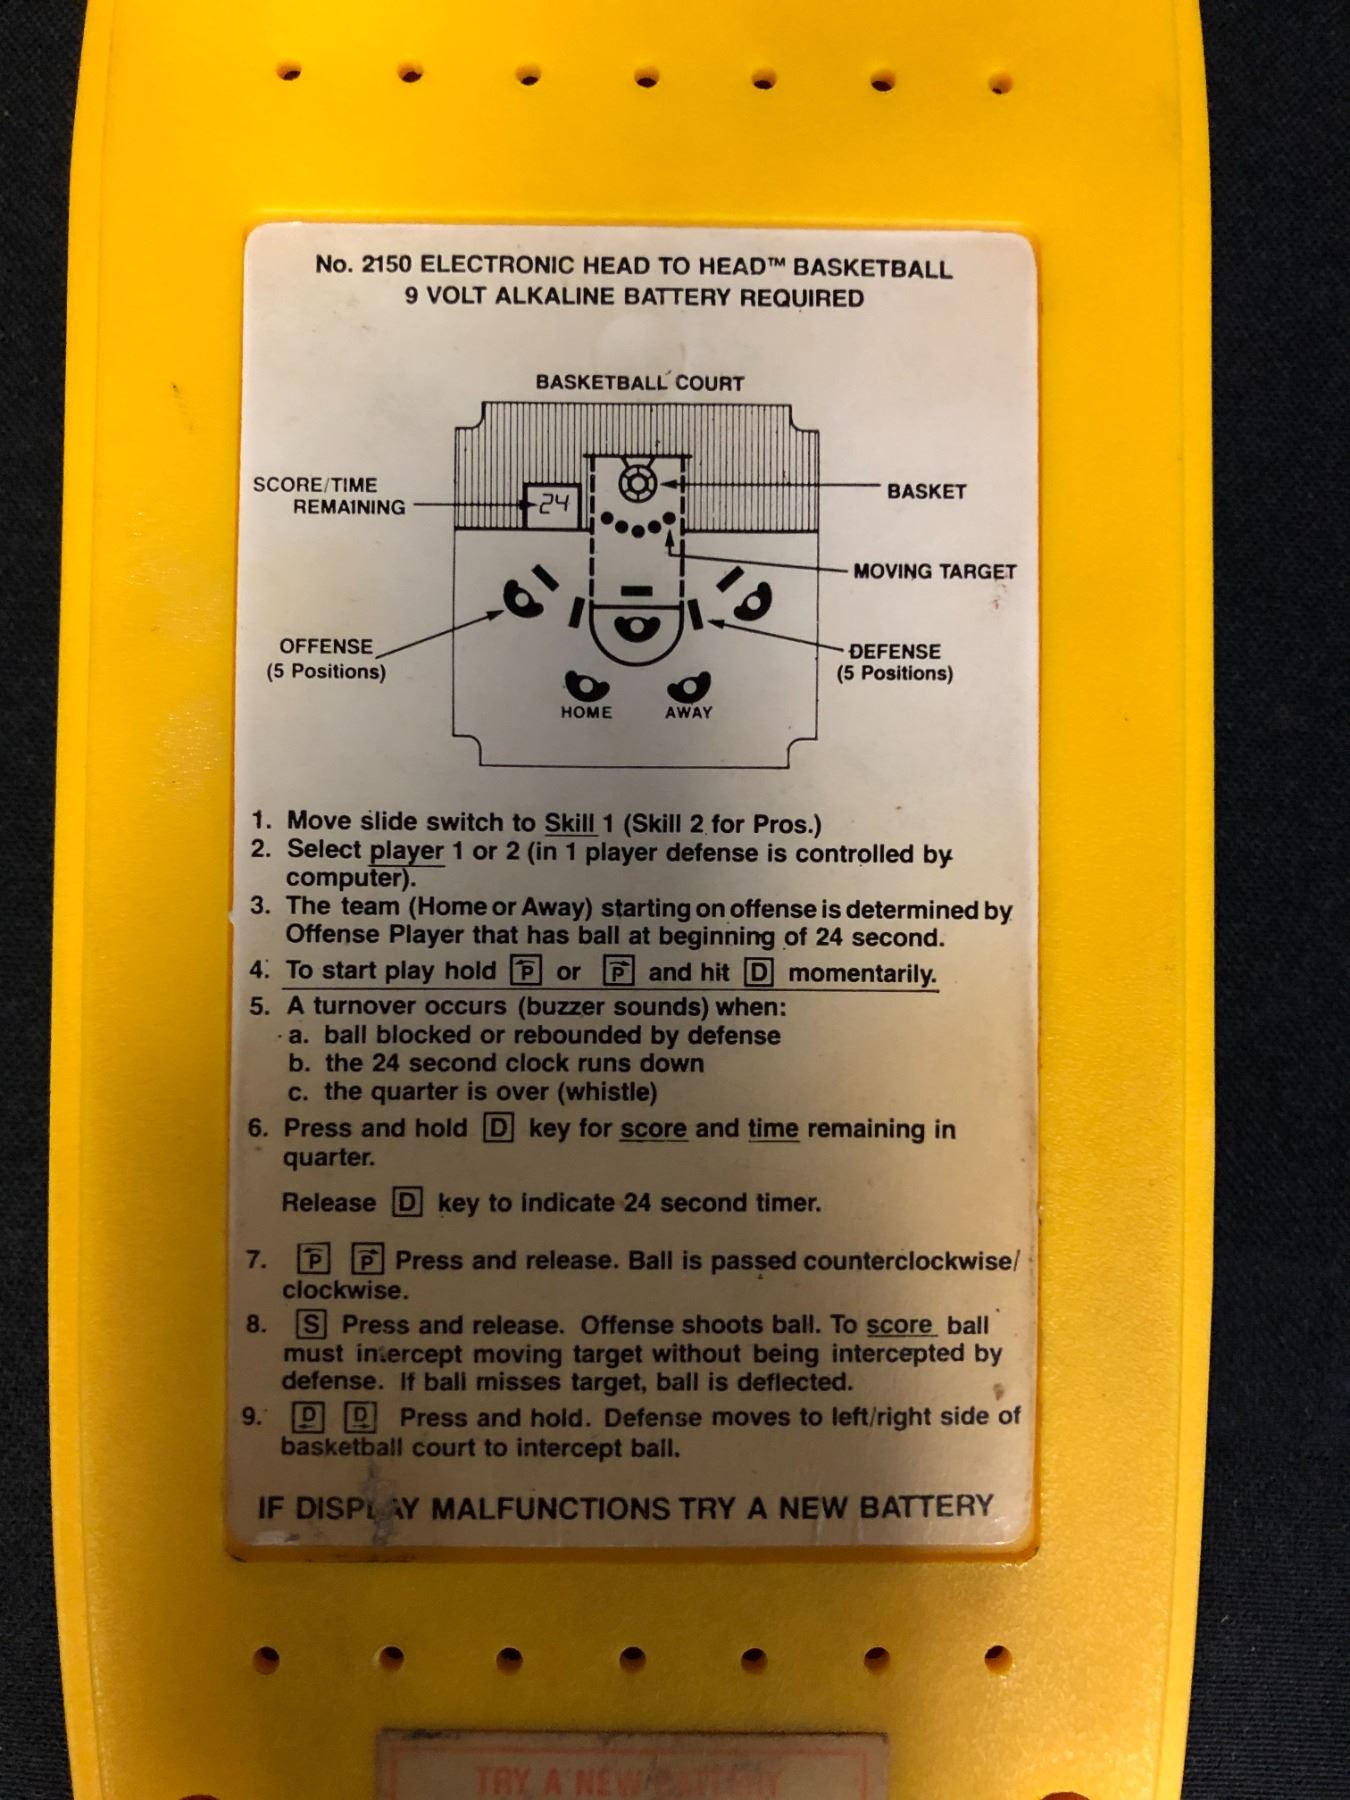 No. 2150 ELECTRONIC HEAD TO HEAD™ BASKETBALL
9 VOLT ALKALINE BATTERY REQUIRED
BASKETBALL COURT
SCORE/TIME
REMAINING
24
BASKET
MOVING TARGET
OFFENSE
(5 Positions)
DEFENSE
(5 Positions)
HOME
AWAY
1. Move slide switch to Skill 1 (Skill 2 for Pros.)
2. Select player 1 or 2 (in 1 player defense is controlled by
computer).
3. The team (Home or Away) starting on offense is determined by
Offense Player that has ball at beginning of 24 second.
4. To start play hold P or P and hit D momentarily.
5. A turnover occurs (buzzer sounds) when:
a. ball blocked or rebounded by defense
b. the 24 second clock runs down
c. the quarter is over (whistle)
6. Press and hold D key for score and time remaining in
quarter.
Release D key to indicate 24 second timer.
7. P P Press and release. Ball is passed counterclockwise/
clockwise.
8. S Press and release. Offense shoots ball. To score ball
must intercept moving target without being intercepted by
defense. If ball misses target, ball is deflected.
9. D D Press and hold. Defense moves to left/right side of
basketball court to intercept ball.
IF DISPLAY MALFUNCTIONS TRY A NEW BATTERY
TRY A NEW BATTERY